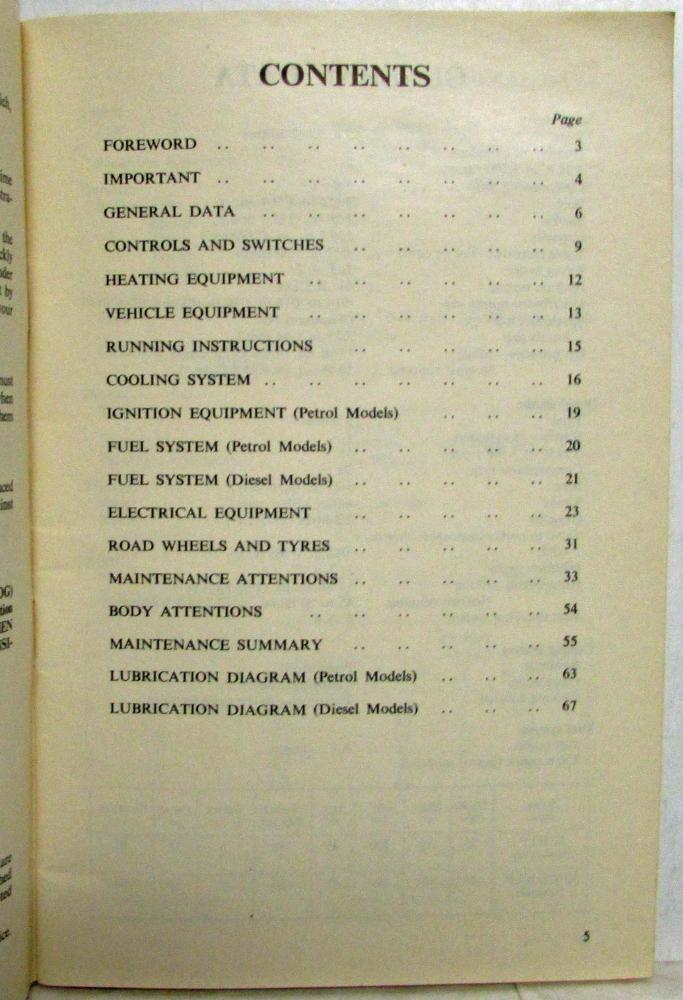 CONTENTS
Page
FOREWORD .. .. .. .. .. .. .. .. 3
IMPORTANT .. .. .. .. .. .. .. .. 4
GENERAL DATA .. .. .. .. .. .. .. 6
CONTROLS AND SWITCHES .. .. .. .. .. 9
HEATING EQUIPMENT .. .. .. .. .. .. 12
VEHICLE EQUIPMENT .. .. .. .. .. .. 13
RUNNING INSTRUCTIONS .. .. .. .. .. 15
COOLING SYSTEM .. .. .. .. .. .. .. 16
IGNITION EQUIPMENT (Petrol Models) .. .. .. 19
FUEL SYSTEM (Petrol Models) .. .. .. .. .. 20
FUEL SYSTEM (Diesel Models) .. .. .. .. .. 21
ELECTRICAL EQUIPMENT .. .. .. .. .. 23
ROAD WHEELS AND TYRES .. .. .. .. .. 31
MAINTENANCE ATTENTIONS .. .. .. .. .. 33
BODY ATTENTIONS .. .. .. .. .. .. 54
MAINTENANCE SUMMARY .. .. .. .. .. 55
LUBRICATION DIAGRAM (Petrol Models) .. .. .. 63
LUBRICATION DIAGRAM (Diesel Models) .. .. .. 67
5